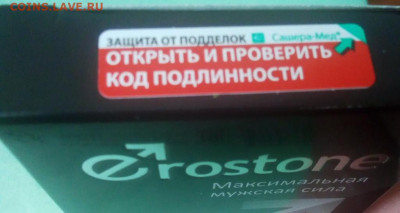 COINS.LAVE.RU
ЗАЩИТА ОТ ПОДДЕЛОК Сашера-Мед®
ОТКРЫТЬ И ПРОВЕРИТЬ
КОД ПОДЛИННОСТИ
erostone
Максимальная
мужская сила